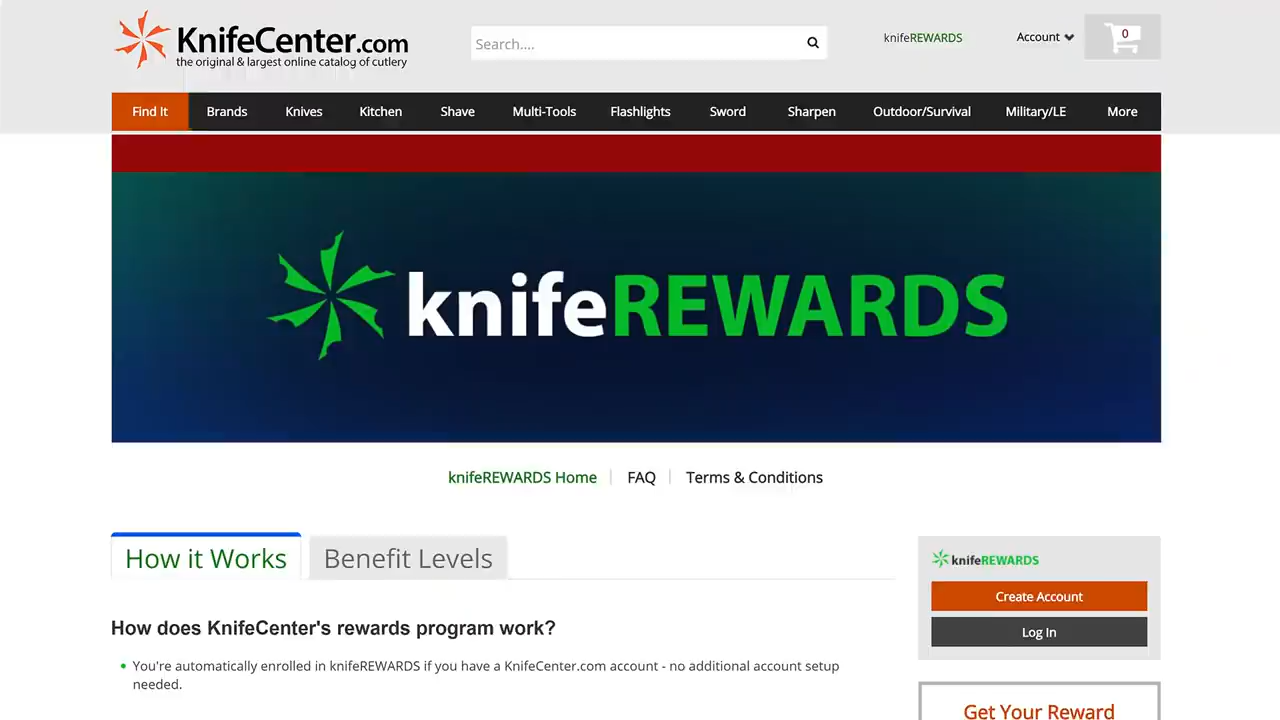 KnifeCenter.com
the original & largest online catalog of cutlery
Search....
knifeREWARDS
Account
0
Find It
Brands
Knives
Kitchen
Shave
Multi-Tools
Flashlights
Sword
Sharpen
Outdoor/Survival
Military/LE
More
knifeREWARDS
knifeREWARDS Home
FAQ
Terms & Conditions
How it Works
Benefit Levels
How does KnifeCenter's rewards program work?
You're automatically enrolled in knifeREWARDS if you have a KnifeCenter.com account - no additional account setup
needed.
knifeREWARDS
Create Account
Log In
Get Your Reward